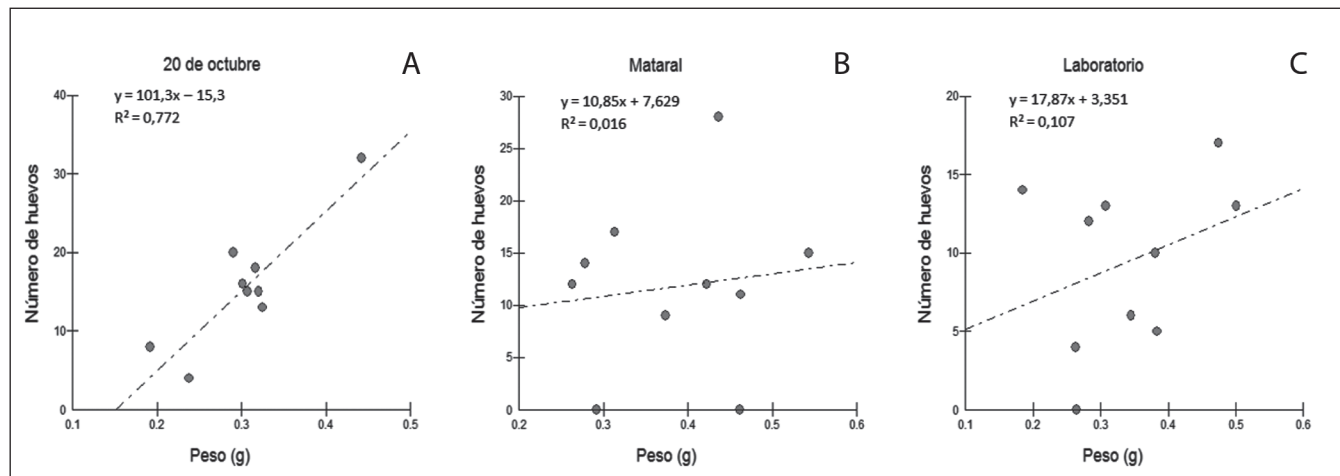 20 de octubre
A
y = 101,3x – 15,3
R² = 0,772
40
30
20
10
0
0.1
0.2
0.3
0.4
0.5
Número de huevos
Peso (g)
Mataral
B
y = 10,85x + 7,629
R² = 0,016
30
25
20
15
10
5
0
0.2
0.3
0.4
0.5
0.6
Número de huevos
Peso (g)
Laboratorio
C
y = 17,87x + 3,351
R² = 0,107
20
15
10
5
0
0.1
0.2
0.3
0.4
0.5
0.6
Número de huevos
Peso (g)